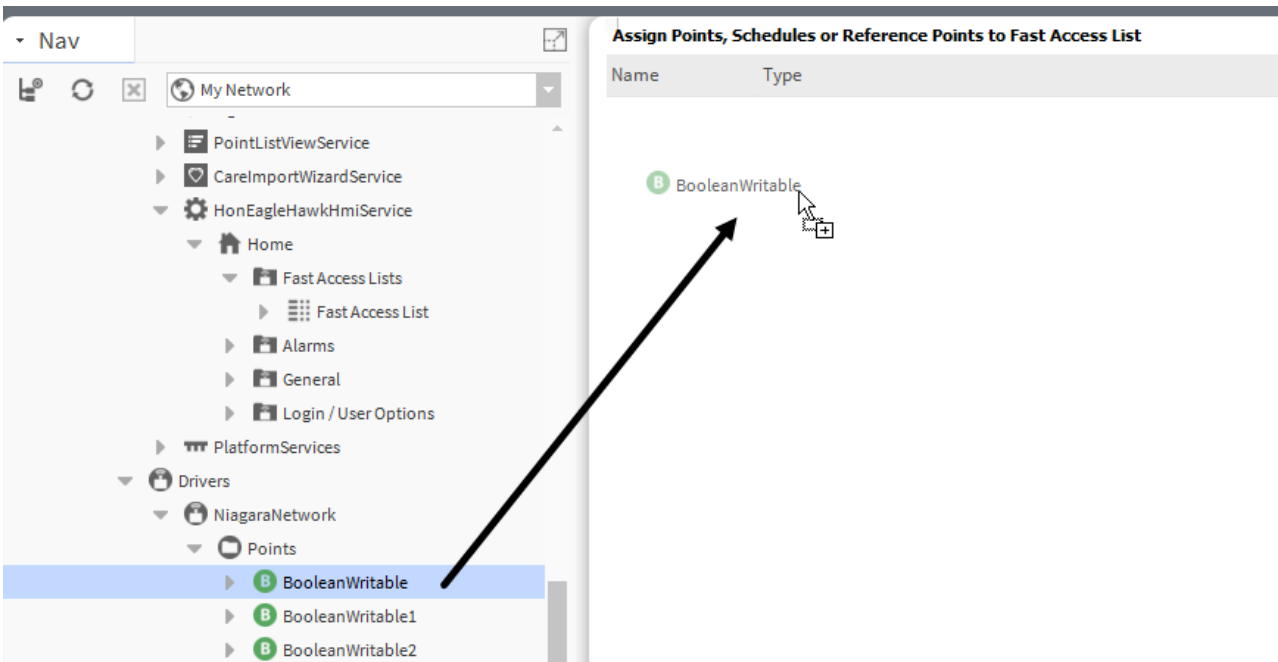 Nav
My Network
PointListViewService
CareImportWizardService
HonEagleHawkHmiService
Home
Fast Access Lists
Fast Access List
Alarms
General
Login / User Options
PlatformServices
Drivers
NiagaraNetwork
Points
B BooleanWritable
B BooleanWritable1
B BooleanWritable2
Assign Points, Schedules or Reference Points to Fast Access List
Name Type
B BooleanWritable